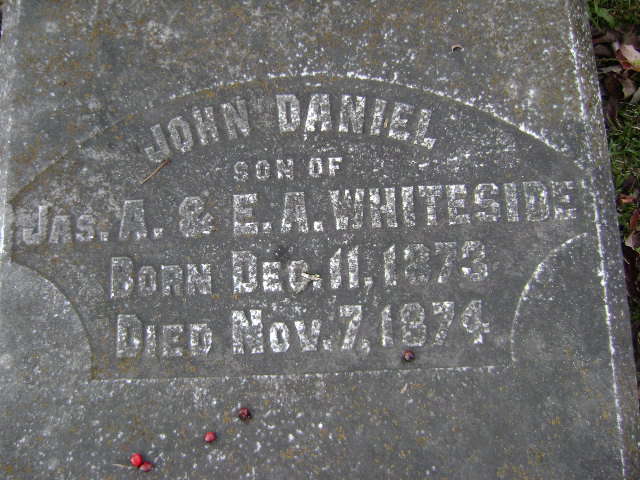 JOHN DANIEL
SON OF
JAS. A. & E. A. WHITESIDE
BORN DEC. 11, 1873
DIED NOV. 7, 1874